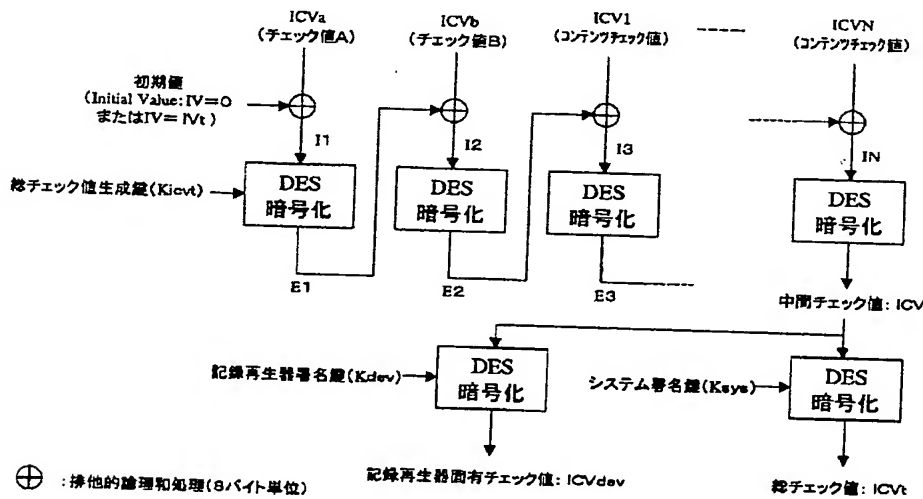 ICVa
(チェック値A)
ICVb
(チェック値B)
ICV1
(コンテンツチェック値)
ICVN
(コンテンツチェック値)
初期値
(Initial Value: IV=0
またはIV= IVt )
I1
I2
I3
IN
総チェック値生成鍵(Kicvt)
DES
暗号化
DES
暗号化
DES
暗号化
DES
暗号化
E1
E2
E3
中間チェック値: ICV
記録再生器署名鍵(Kdev)
DES
暗号化
システム署名鍵(Ksys)
DES
暗号化
:排他的論理和処理(8バイト単位)
記録再生器固有チェック値: ICVdev
総チェック値: ICVt